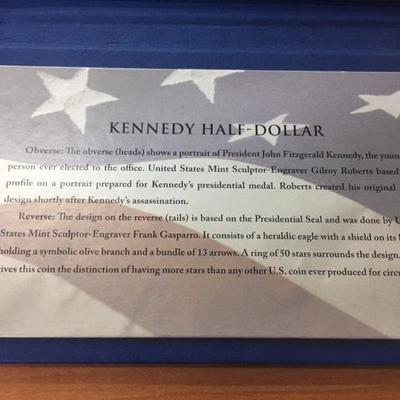 KENNEDY HALF-DOLLAR
Obverse: The obverse (heads) shows a portrait of President John Fitzgerald Kennedy, the
person ever elected to the office. United States Mint Sculptor-Engraver Gilroy Roberts based
profile on a portrait prepared for Kennedy's presidential medal. Roberts created his original
design shortly after Kennedy's assassination.
Reverse: The design on the reverse (rails) is based on the Presidential Seal and was done by
States Mint Sculptor-Engraver Frank Gasparro. It consists of a heraldic eagle with a shield on its
holding a symbolic olive branch and a bundle of 13 arrows. A ring of 50 stars surrounds the design,
this coin the distinction of having more stars than any other U.S. coin ever produced for